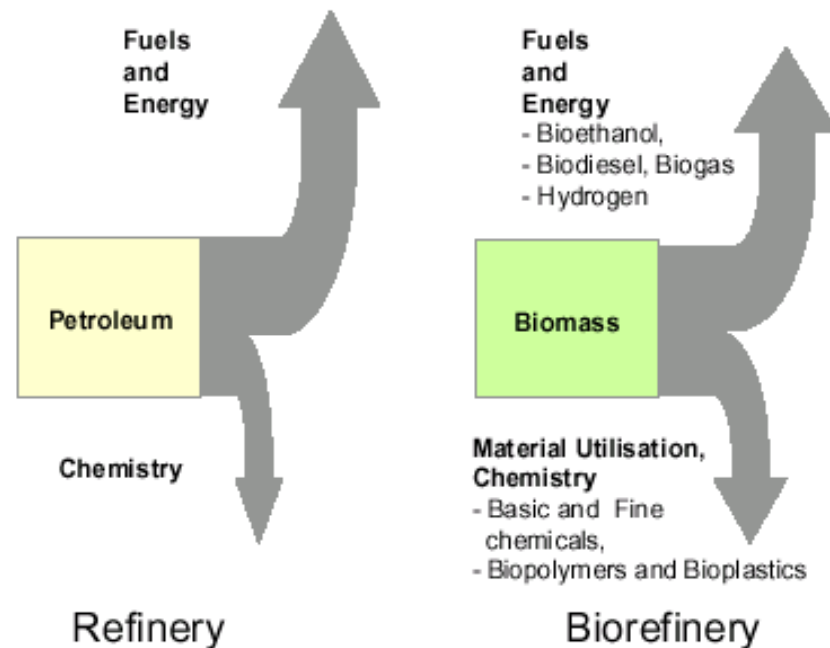 Fuels
and
Energy
Petroleum
Chemistry
Refinery
Fuels
and
Energy
- Bioethanol,
- Biodiesel, Biogas
- Hydrogen
Biomass
Material Utilisation,
Chemistry
- Basic and Fine
chemicals,
- Biopolymers and Bioplastics
Biorefinery